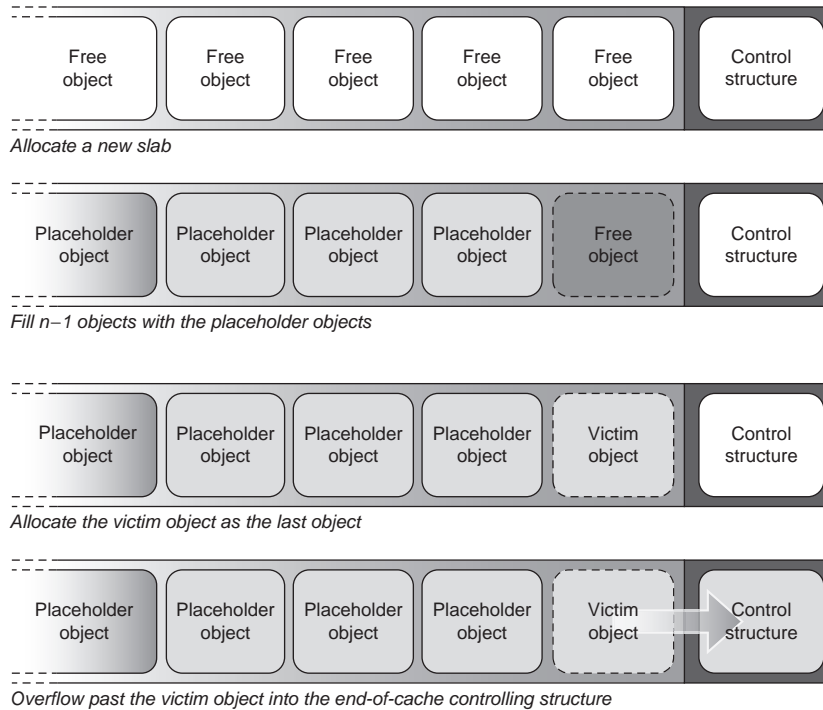 Free Free Free Free Free Control
object object object object object structure
Allocate a new slab
Placeholder Placeholder Placeholder Placeholder Free Control
object object object object object structure
Fill n−1 objects with the placeholder objects
Placeholder Placeholder Placeholder Placeholder Victim Control
object object object object object structure
Allocate the victim object as the last object
Placeholder Placeholder Placeholder Placeholder Victim Control
object object object object object structure
Overflow past the victim object into the end-of-cache controlling structure